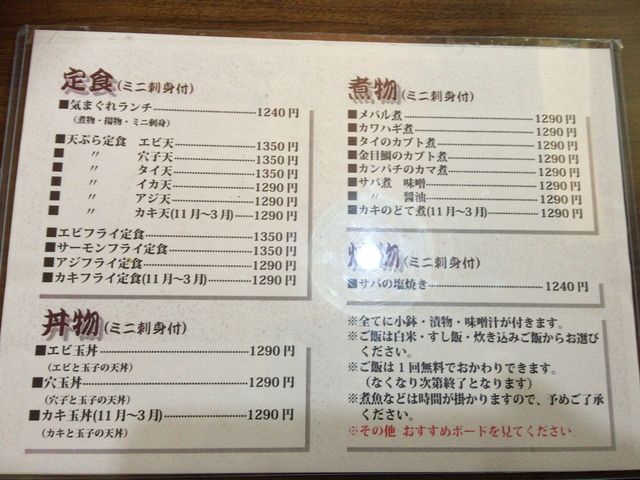 定食(ミニ刺身付)
■気まぐれランチ……1240円
(煮物・揚物・ミニ刺身)
■天ぷら定食 エビ天……1350円
■ 〃 穴子天……1350円
■ 〃 タイ天……1350円
■ 〃 イカ天……1290円
■ 〃 アジ天……1290円
■ 〃 カキ天(11月〜3月)……1290円
■エビフライ定食……1350円
■サーモンフライ定食……1350円
■アジフライ定食……1290円
■カキフライ定食(11月〜3月)……1290円
丼物(ミニ刺身付)
■エビ玉丼……1290円
(エビと玉子の天丼)
■穴玉丼……1290円
(穴子と玉子の天丼)
■カキ玉丼(11月〜3月)……1290円
(カキと玉子の天丼)
煮物(ミニ刺身付)
■メバル煮……1290円
■カワハギ煮……1290円
■タイのカブト煮……1290円
■金目鯛のカブト煮……1290円
■カンパチのカマ煮……1290円
■サバ煮 味噌……1290円
■ 〃 醤油……1290円
■カキのどて煮(11月〜3月)……1290円
焼物(ミニ刺身付)
■サバの塩焼き……1240円
※全てに小鉢・漬物・味噌汁が付きます。
※ご飯は白米・すし飯・炊き込みご飯からお選び
ください。
※ご飯は1回無料でおかわりできます。
(なくなり次第終了となります)
※煮魚などは時間が掛かりますので、予めご了承
ください。
※その他 おすすめボードを見てください